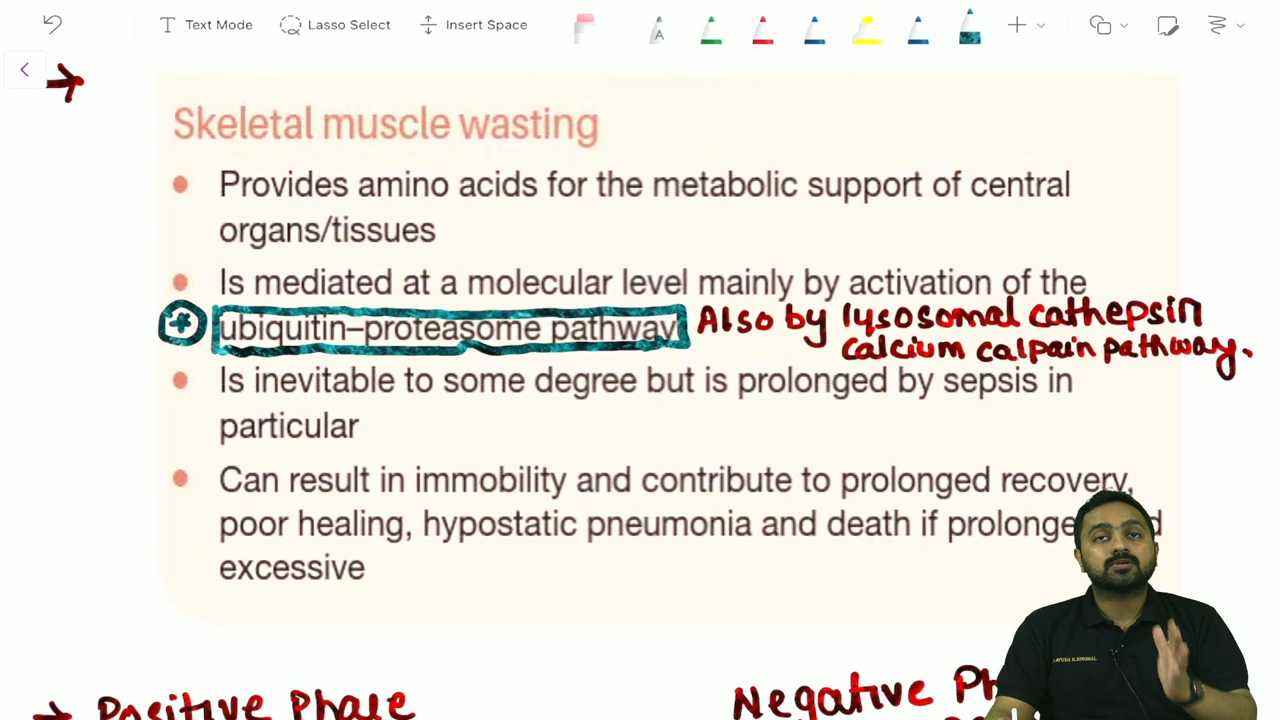 Text Mode
Lasso Select
Insert Space
A
Skeletal muscle wasting
Provides amino acids for the metabolic support of central
organs/tissues
Is mediated at a molecular level mainly by activation of the
ubiquitin–proteasome pathway
Also by lysosomal cathepsin
calcium calpain pathway.
Is inevitable to some degree but is prolonged by sepsis in
particular
Can result in immobility and contribute to prolonged recovery,
poor healing, hypostatic pneumonia and death if
excessive
Positive Phase
Negative